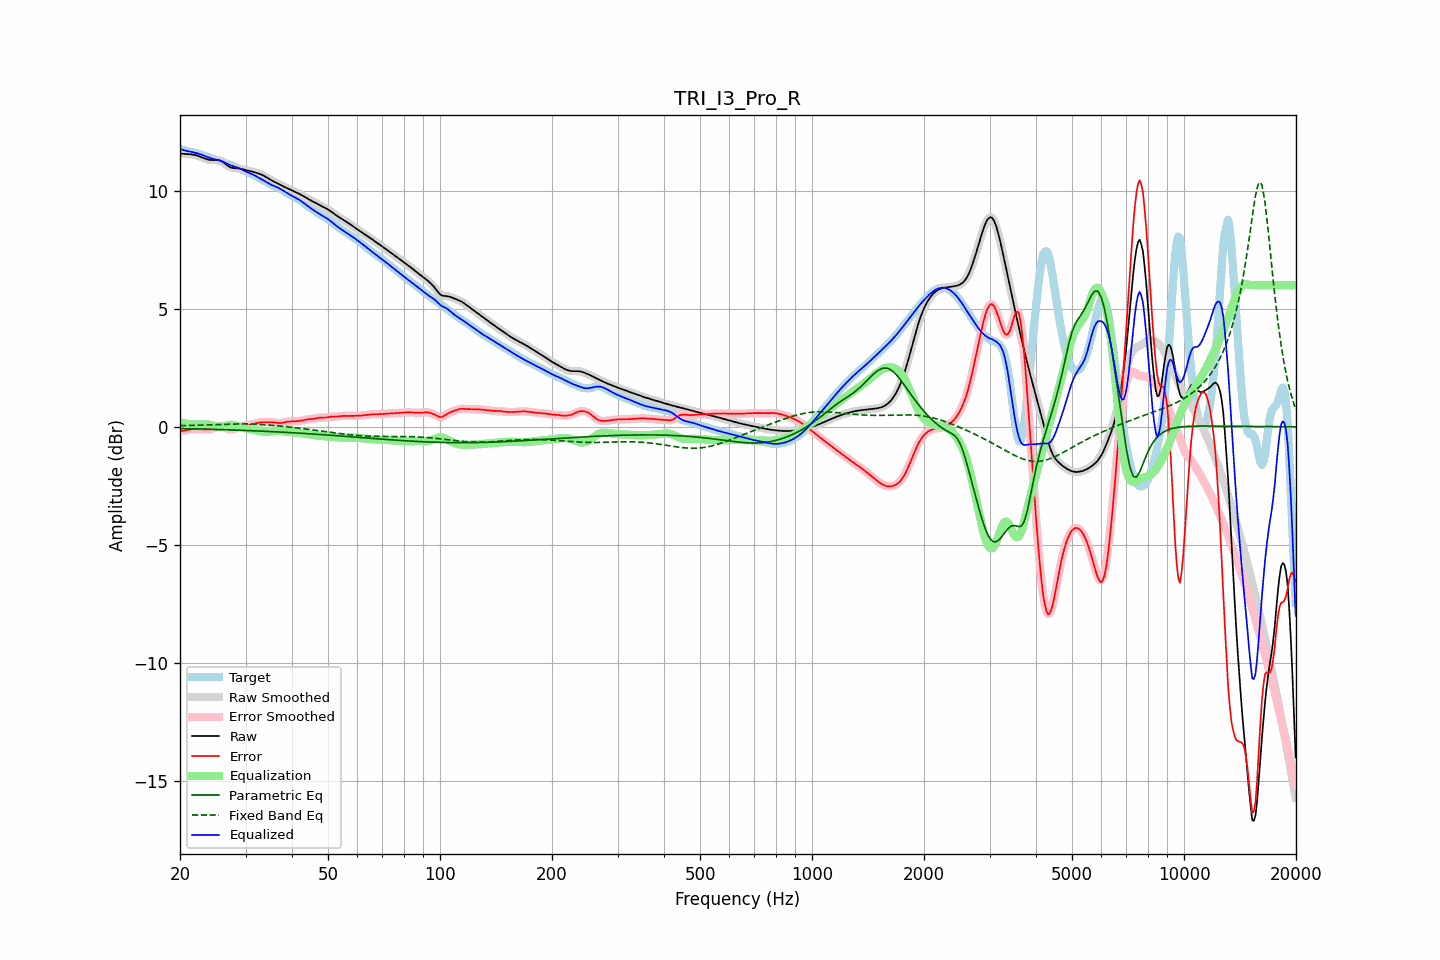 TRI_I3_Pro_R
Amplitude (dBr)
10
5
0
−5
−10
−15
Target
Raw Smoothed
Error Smoothed
Raw
Error
Equalization
Parametric Eq
Fixed Band Eq
Equalized
20 50 100 200 500 1000 2000 5000 10000 20000
Frequency (Hz)